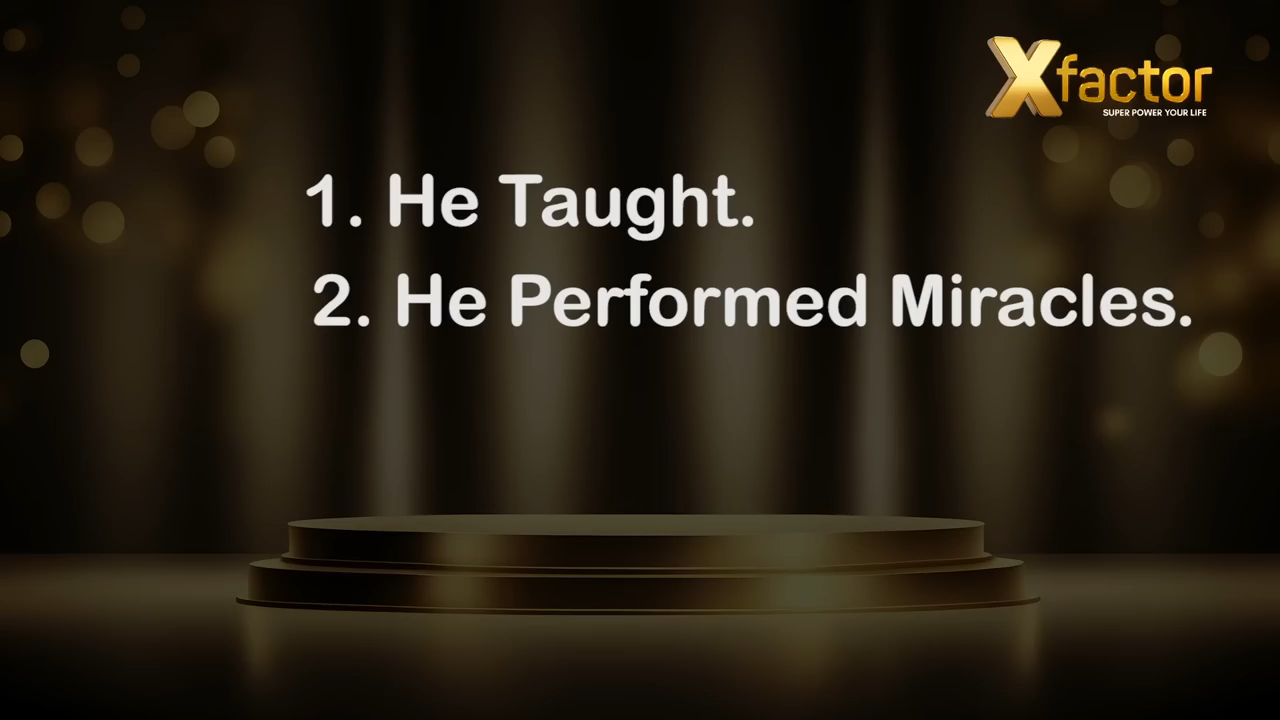 Xfactor
SUPER POWER YOUR LIFE
1. He Taught.
2. He Performed Miracles.